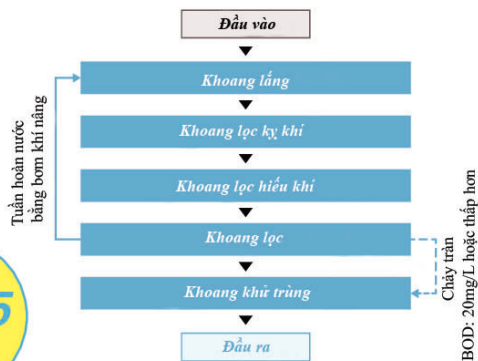 Đầu vào
Khoang lắng
Khoang lọc kỵ khí
Khoang lọc hiếu khí
Khoang lọc
Khoang khử trùng
Đầu ra
Tuần hoàn nước
bằng bơm khí nâng
Chảy tràn
BOD: 20mg/L hoặc thấp hơn